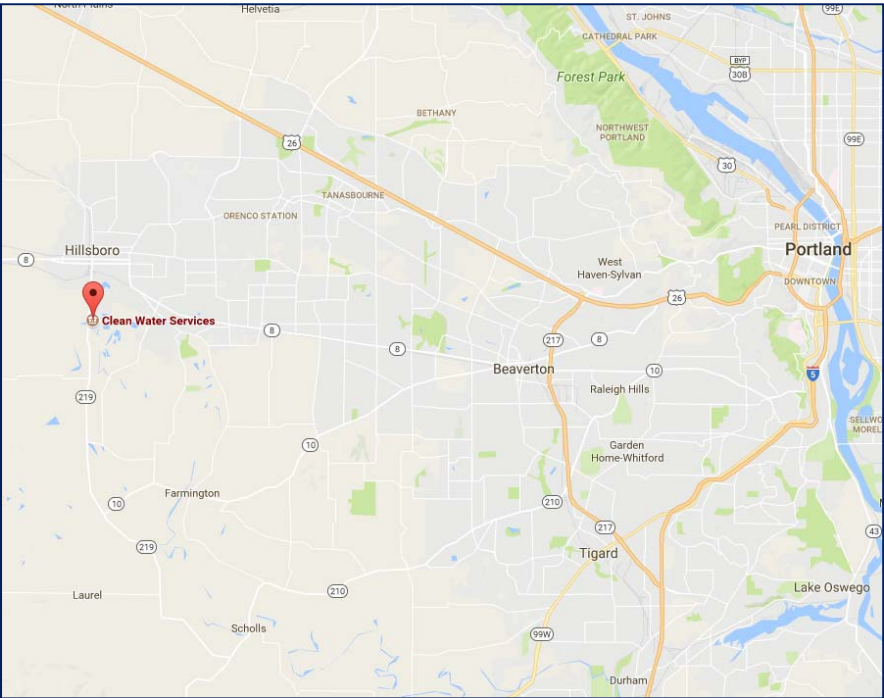 North Plains
Helvetia
99E
ST. JOHNS
CATHEDRAL PARK
BYP
30B
Forest Park
BETHANY
NORTHWEST
PORTLAND
26
99E
30
TANASBOURNE
ORENCO STATION
PEARL DISTRICT
Hillsboro
Portland
8
West
Haven-Sylvan
DOWNTOWN
26
Clean Water Services
8
217
8
8
Beaverton
10
5
Raleigh Hills
219
SELLWO
MOREL
10
Garden
Home-Whitford
Farmington
10
210
217
43
219
Tigard
210
Lake Oswego
Laurel
Scholls
99W
Durham